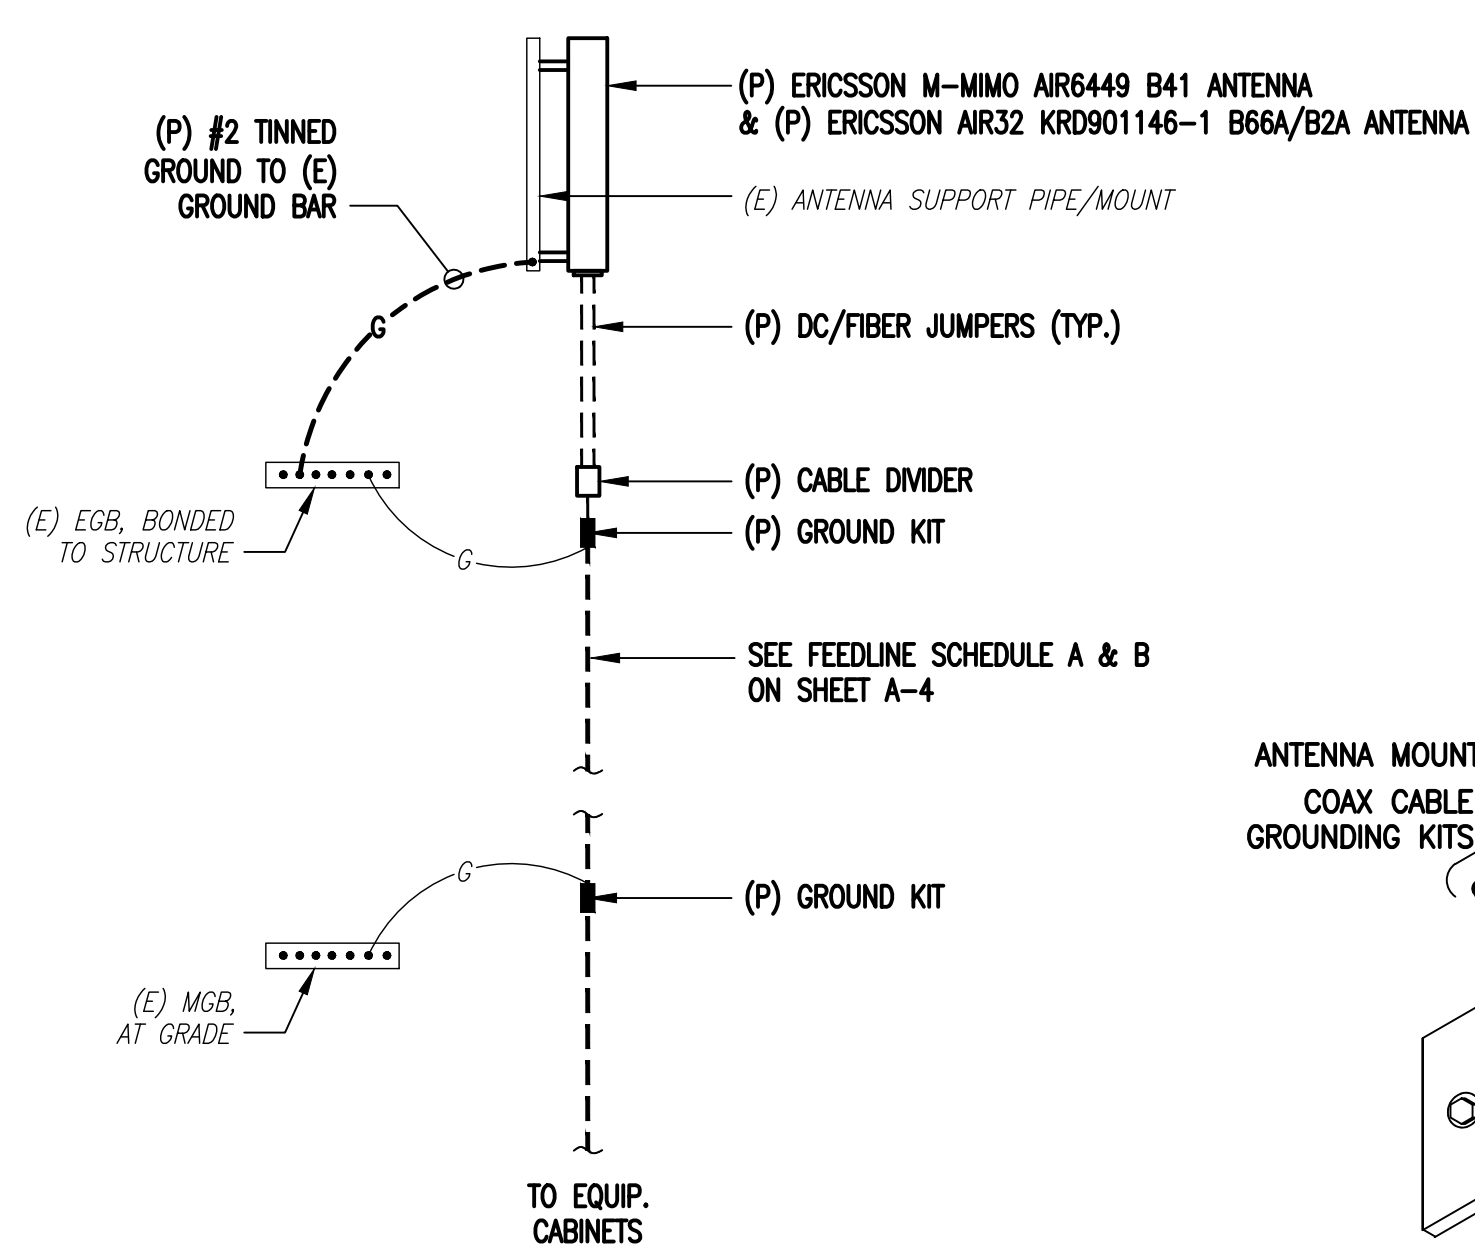 (P) ERICSSON M-MIMO AIR6449 B41 ANTENNA
& (P) ERICSSON AIR32 KRD901146-1 B66A/B2A ANTENNA
(P) #2 TINNED
GROUND TO (E)
GROUND BAR
(E) ANTENNA SUPPORT PIPE/MOUNT
G
(P) DC/FIBER JUMPERS (TYP.)
(P) CABLE DIVIDER
(E) EGB, BONDED
TO STRUCTURE
G
(P) GROUND KIT
SEE FEEDLINE SCHEDULE A & B
ON SHEET A-4
ANTENNA MOUNT
COAX CABLE
GROUNDING KITS
G
(P) GROUND KIT
(E) MGB,
AT GRADE
TO EQUIP.
CABINETS